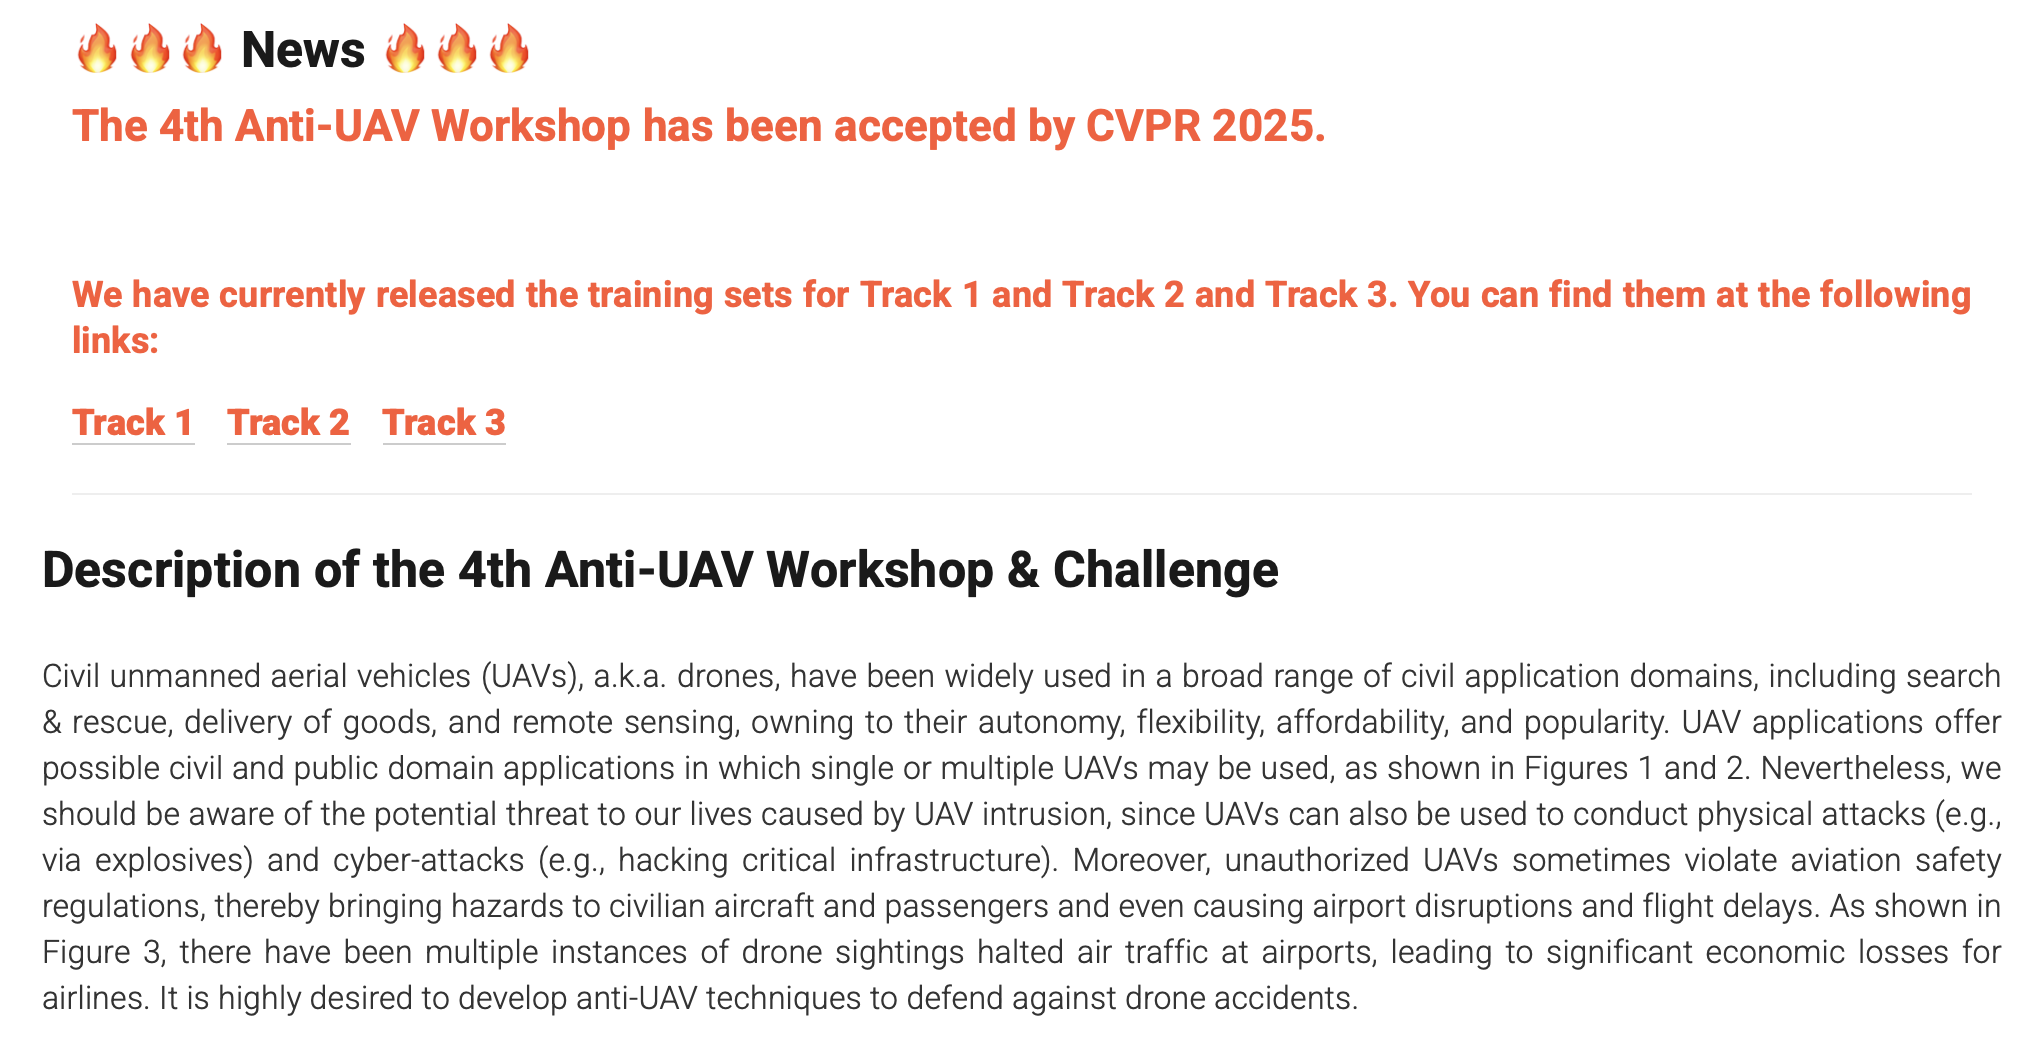 🔥🔥🔥 News 🔥🔥🔥
The 4th Anti-UAV Workshop has been accepted by CVPR 2025.
We have currently released the training sets for Track 1 and Track 2 and Track 3. You can find them at the following
links:
Track 1 Track 2 Track 3
Description of the 4th Anti-UAV Workshop & Challenge
Civil unmanned aerial vehicles (UAVs), a.k.a. drones, have been widely used in a broad range of civil application domains, including search
& rescue, delivery of goods, and remote sensing, owning to their autonomy, flexibility, affordability, and popularity. UAV applications offer
possible civil and public domain applications in which single or multiple UAVs may be used, as shown in Figures 1 and 2. Nevertheless, we
should be aware of the potential threat to our lives caused by UAV intrusion, since UAVs can also be used to conduct physical attacks (e.g.,
via explosives) and cyber-attacks (e.g., hacking critical infrastructure). Moreover, unauthorized UAVs sometimes violate aviation safety
regulations, thereby bringing hazards to civilian aircraft and passengers and even causing airport disruptions and flight delays. As shown in
Figure 3, there have been multiple instances of drone sightings halted air traffic at airports, leading to significant economic losses for
airlines. It is highly desired to develop anti-UAV techniques to defend against drone accidents.